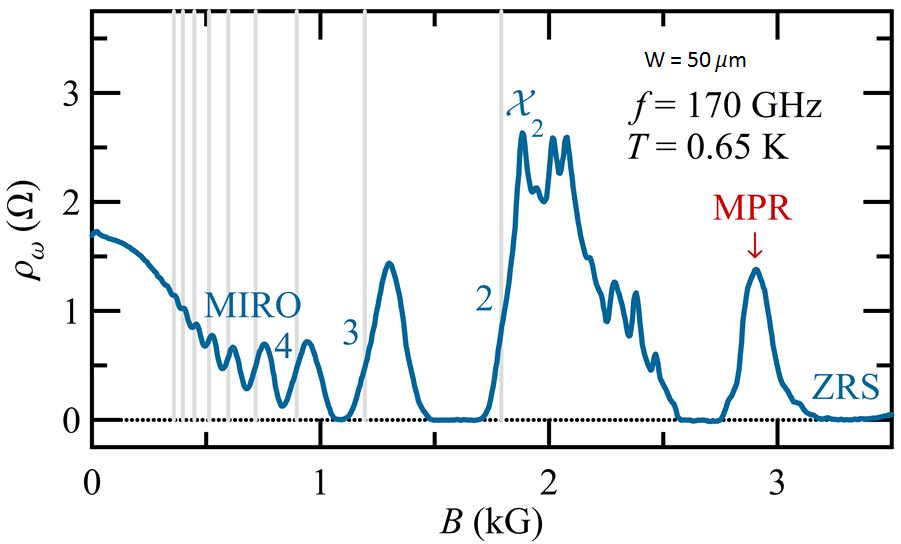 W = 50 μm
𝒳₂
f = 170 GHz
T = 0.65 K
MPR
MIRO
4
3
2
ZRS
3
2
1
0
ρω (Ω)
0
1
2
3
B (kG)